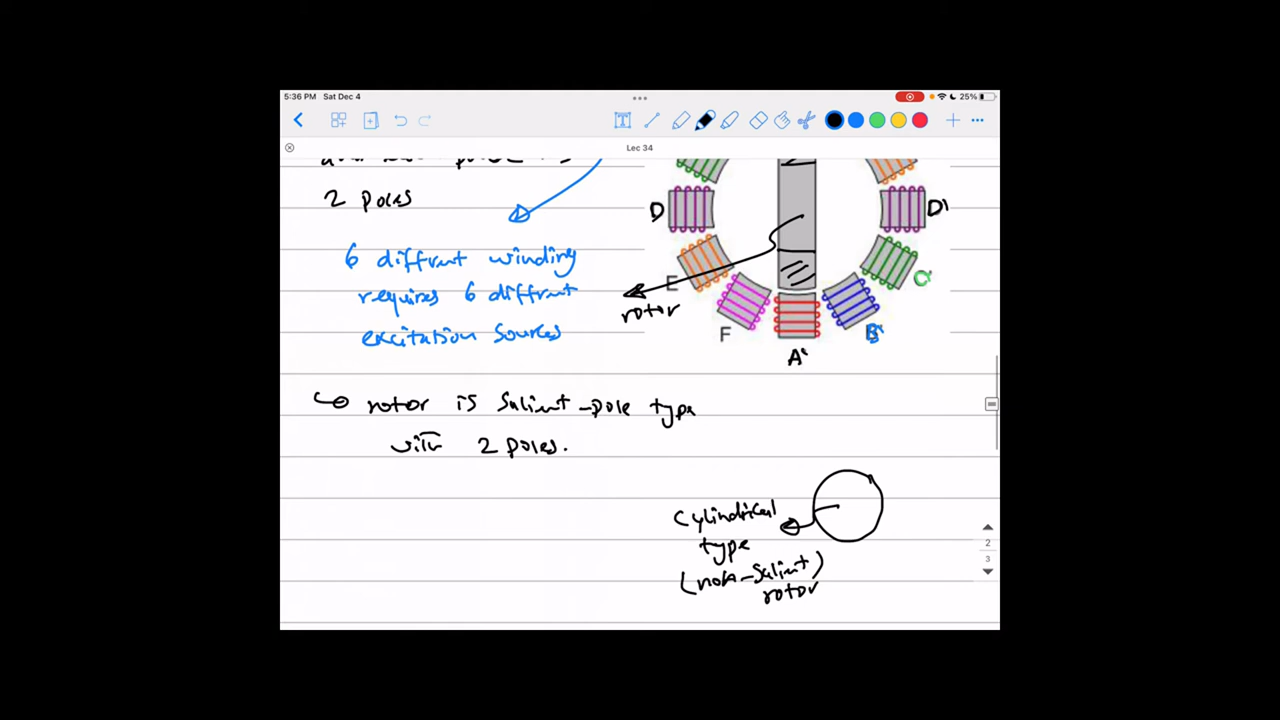 5:36 PM Sat Dec 4
25%
Lec 34
2 poles
6 diffrent winding
requires 6 diffrent
excitation sources
D
D'
E
C'
rotor
F
B'
A'
rotor is Salient-pole type
with 2 poles.
Cylindrical
type
(non-Salient)
rotor
2
3